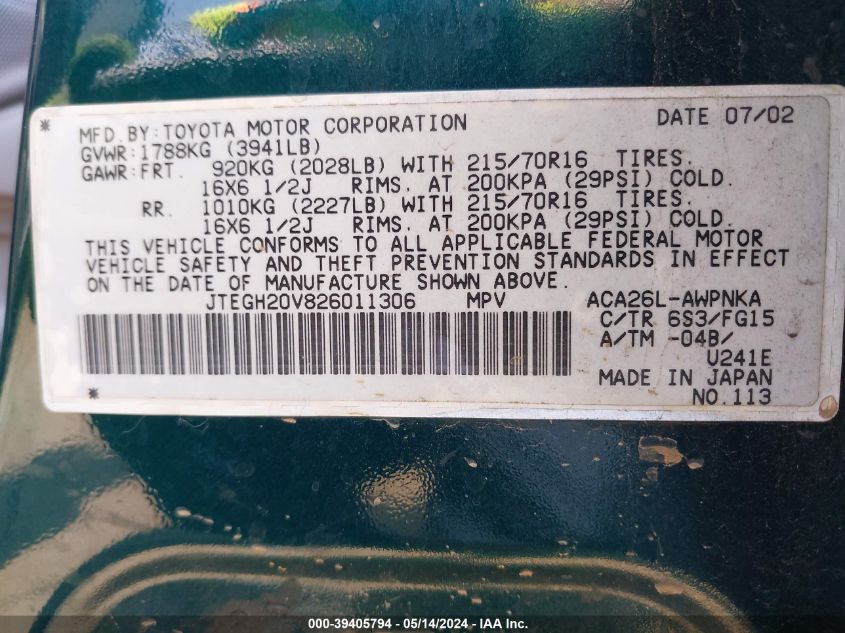 * MFD. BY: TOYOTA MOTOR CORPORATION DATE 07/02
GVWR: 1788KG (3941LB)
GAWR: FRT. 920KG (2028LB) WITH 215/70R16 TIRES.
16X6 1/2J RIMS. AT 200KPA (29PSI) COLD.
RR. 1010KG (2227LB) WITH 215/70R16 TIRES.
16X6 1/2J RIMS. AT 200KPA (29PSI) COLD.
THIS VEHICLE CONFORMS TO ALL APPLICABLE FEDERAL MOTOR
VEHICLE SAFETY AND THEFT PREVENTION STANDARDS IN EFFECT
ON THE DATE OF MANUFACTURE SHOWN ABOVE.
JTEGH20V826011306 MPV ACA26L-AWPNKA
C/TR 6S3/FG15
A/TM -04B/
U241E
* MADE IN JAPAN
NO.113
000-39405794 - 05/14/2024 - IAA Inc.